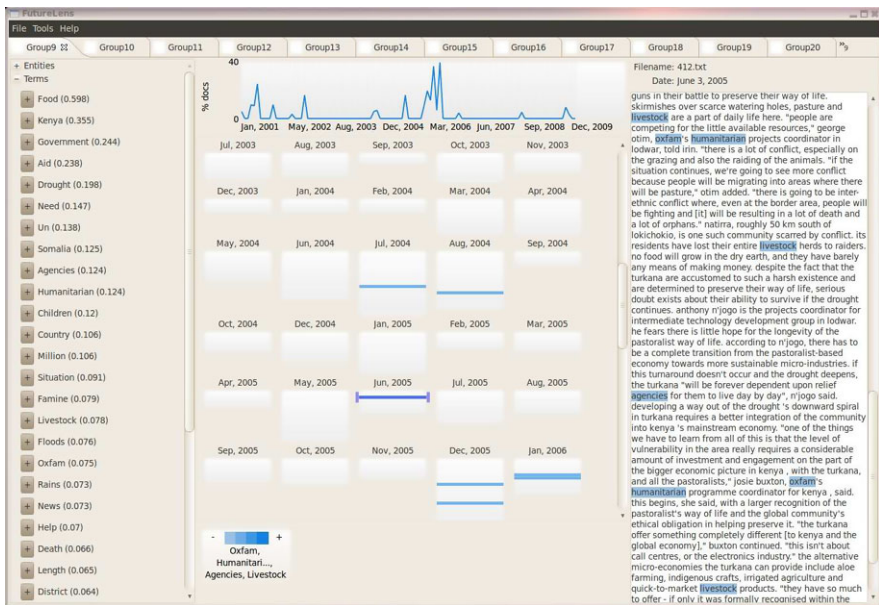 FutureLens
File Tools Help
Group9 Group10 Group11 Group12 Group13 Group14 Group15 Group16 Group17 Group18 Group19 Group20 "9
+ Entities
− Terms
+ Food (0.598)
+ Kenya (0.355)
+ Government (0.244)
+ Aid (0.238)
+ Drought (0.198)
+ Need (0.147)
+ Un (0.138)
+ Somalia (0.125)
+ Agencies (0.124)
+ Humanitarian (0.124)
+ Children (0.12)
+ Country (0.106)
+ Million (0.106)
+ Situation (0.091)
+ Famine (0.079)
+ Livestock (0.078)
+ Floods (0.076)
+ Oxfam (0.075)
+ Rains (0.073)
+ News (0.073)
+ Help (0.07)
+ Death (0.066)
+ Length (0.065)
+ District (0.064)
40
% docs
0
Jan, 2001 May, 2002 Aug, 2003 Dec, 2004 Mar, 2006 Jun, 2007 Sep, 2008 Dec, 2009
Jul, 2003 Aug, 2003 Sep, 2003 Oct, 2003 Nov, 2003
Dec, 2003 Jan, 2004 Feb, 2004 Mar, 2004 Apr, 2004
May, 2004 Jun, 2004 Jul, 2004 Aug, 2004 Sep, 2004
Oct, 2004 Dec, 2004 Jan, 2005 Feb, 2005 Mar, 2005
Apr, 2005 May, 2005 Jun, 2005 Jul, 2005 Aug, 2005
Sep, 2005 Oct, 2005 Nov, 2005 Dec, 2005 Jan, 2006
- +
Oxfam,
Humanitari...,
Agencies, Livestock
Filename: 412.txt
Date: June 3, 2005
guns in their battle to preserve their way of life.
skirmishes over scarce watering holes, pasture and
livestock are a part of daily life here. "people are
competing for the little available resources," george
otim, oxfam's humanitarian projects coordinator in
lodwar, told irin. "there is a lot of conflict, especially on
the grazing and also the raiding of the animals. "if the
situation continues, we're going to see more conflict
because people will be migrating into areas where there
will be pasture," otim added. "there is going to be inter-
ethnic conflict where, even at the border area, people will
be fighting and [it] will be resulting in a lot of death and
a lot of orphans." natirra, roughly 50 km south of
lokichokio, is one such community scarred by conflict. its
residents have lost their entire livestock herds to raiders.
no food will grow in the dry earth, and they have barely
any means of making money. despite the fact that the
turkana are accustomed to such a harsh existence and
are determined to preserve their way of life, serious
doubt exists about their ability to survive if the drought
continues. anthony n'jogo is the projects coordinator for
intermediate technology development group in lodwar.
he fears there is little hope for the longevity of the
pastoralist way of life. according to n'jogo, there has to
be a complete transition from the pastoralist-based
economy towards more sustainable micro-industries. if
this turnaround doesn't occur and the drought deepens,
the turkana "will be forever dependent upon relief
agencies for them to live day by day", n'jogo said.
developing a way out of the drought 's downward spiral
in turkana requires a better integration of the community
into kenya 's mainstream economy. "one of the things
we have to learn from all of this is that the level of
vulnerability in the area really requires a considerable
amount of investment and engagement on the part of
the bigger economic picture in kenya , with the turkana,
and all the pastoralists," josie buxton, oxfam's
humanitarian programme coordinator for kenya , said.
this begins, she said, with a larger recognition of the
pastoralist's way of life and the global community's
ethical obligation in helping preserve it. "the turkana
offer something completely different [to kenya and the
global economy]," buxton continued. "this isn't about
call centres, or the electronics industry." the alternative
micro-economies the turkana can provide include aloe
farming, indigenous crafts, irrigated agriculture and
quick-to-market livestock products. "they have so much
to offer - if only it was formally recognised within the